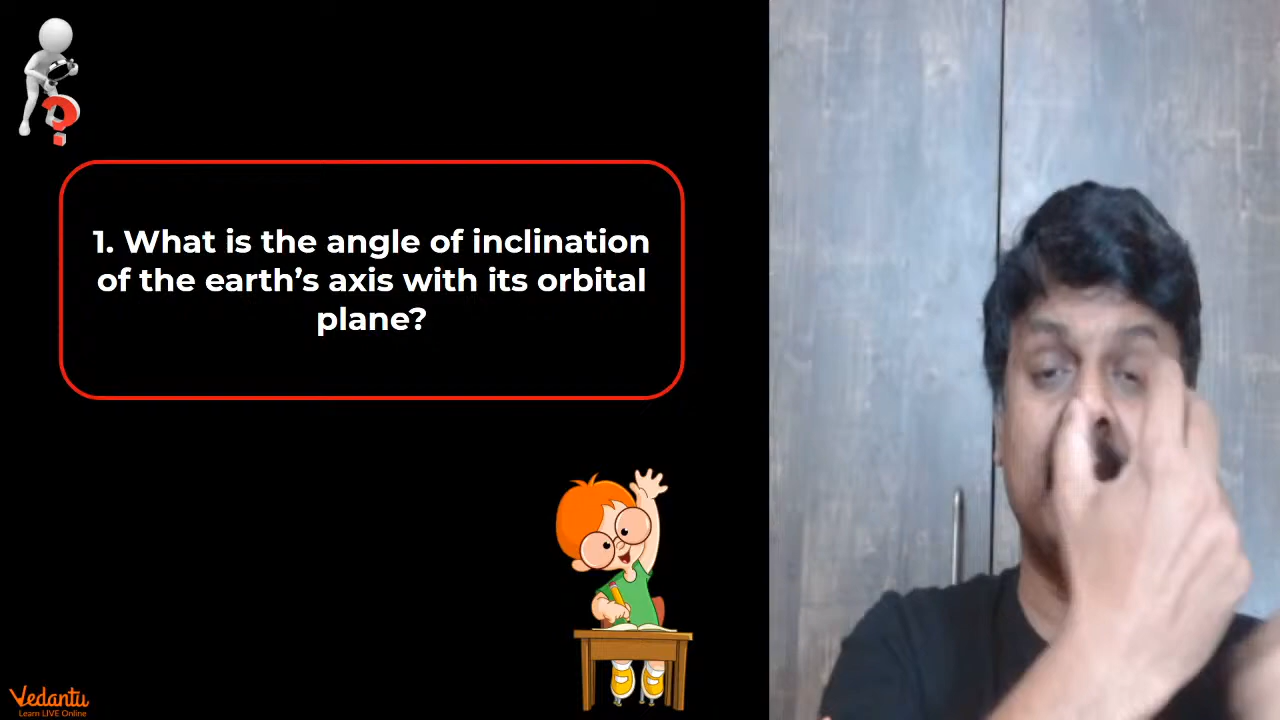 1. What is the angle of inclination
of the earth’s axis with its orbital
plane?
Vedantu
Learn LIVE Online